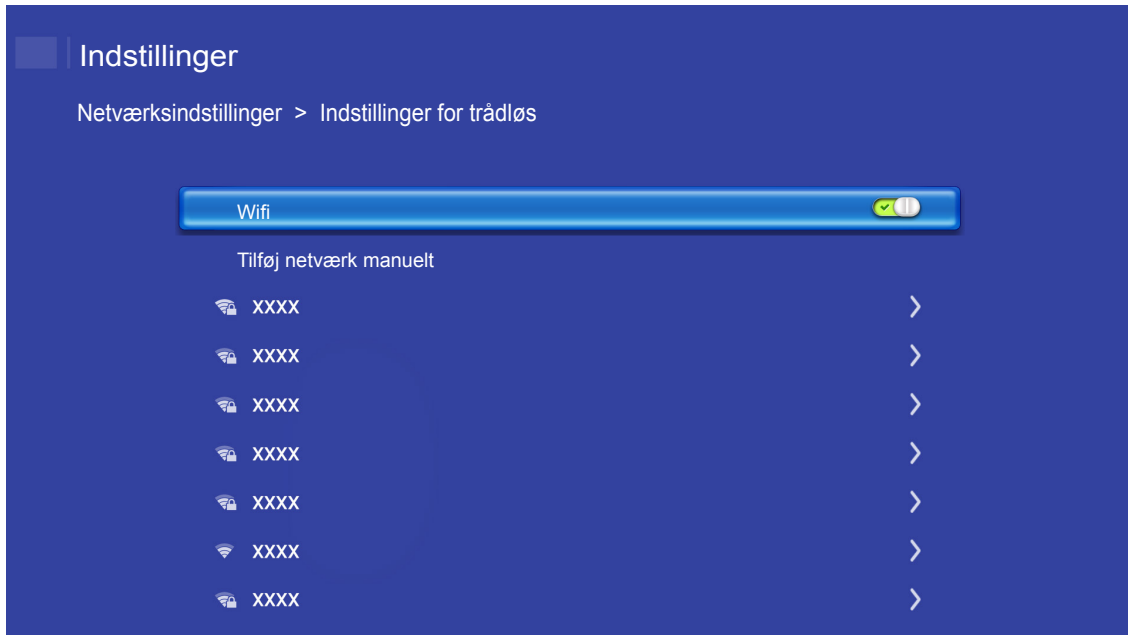 Indstillinger
Netværksindstillinger > Indstillinger for trådløs
Wifi
Tilføj netværk manuelt
XXXX
XXXX
XXXX
XXXX
XXXX
XXXX
XXXX